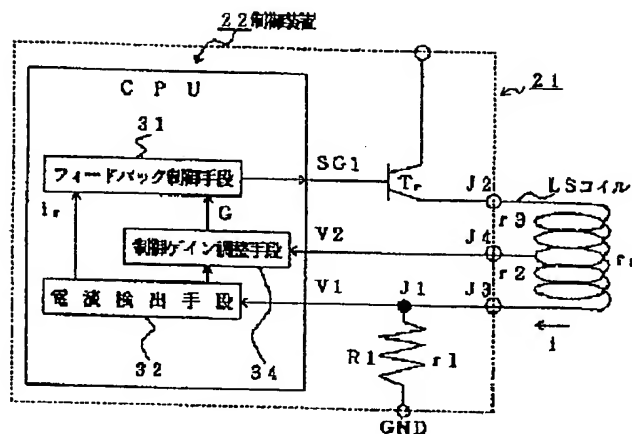 22制御装置
CPU
21
31
フィードバック制御手段
SG1
Tr
J2
LSコイル
ir
G
r3
制御ゲイン調整手段
V2
J4
r2
電流検出手段
V1
J1
J3
32
34
R1
r1
i
GND